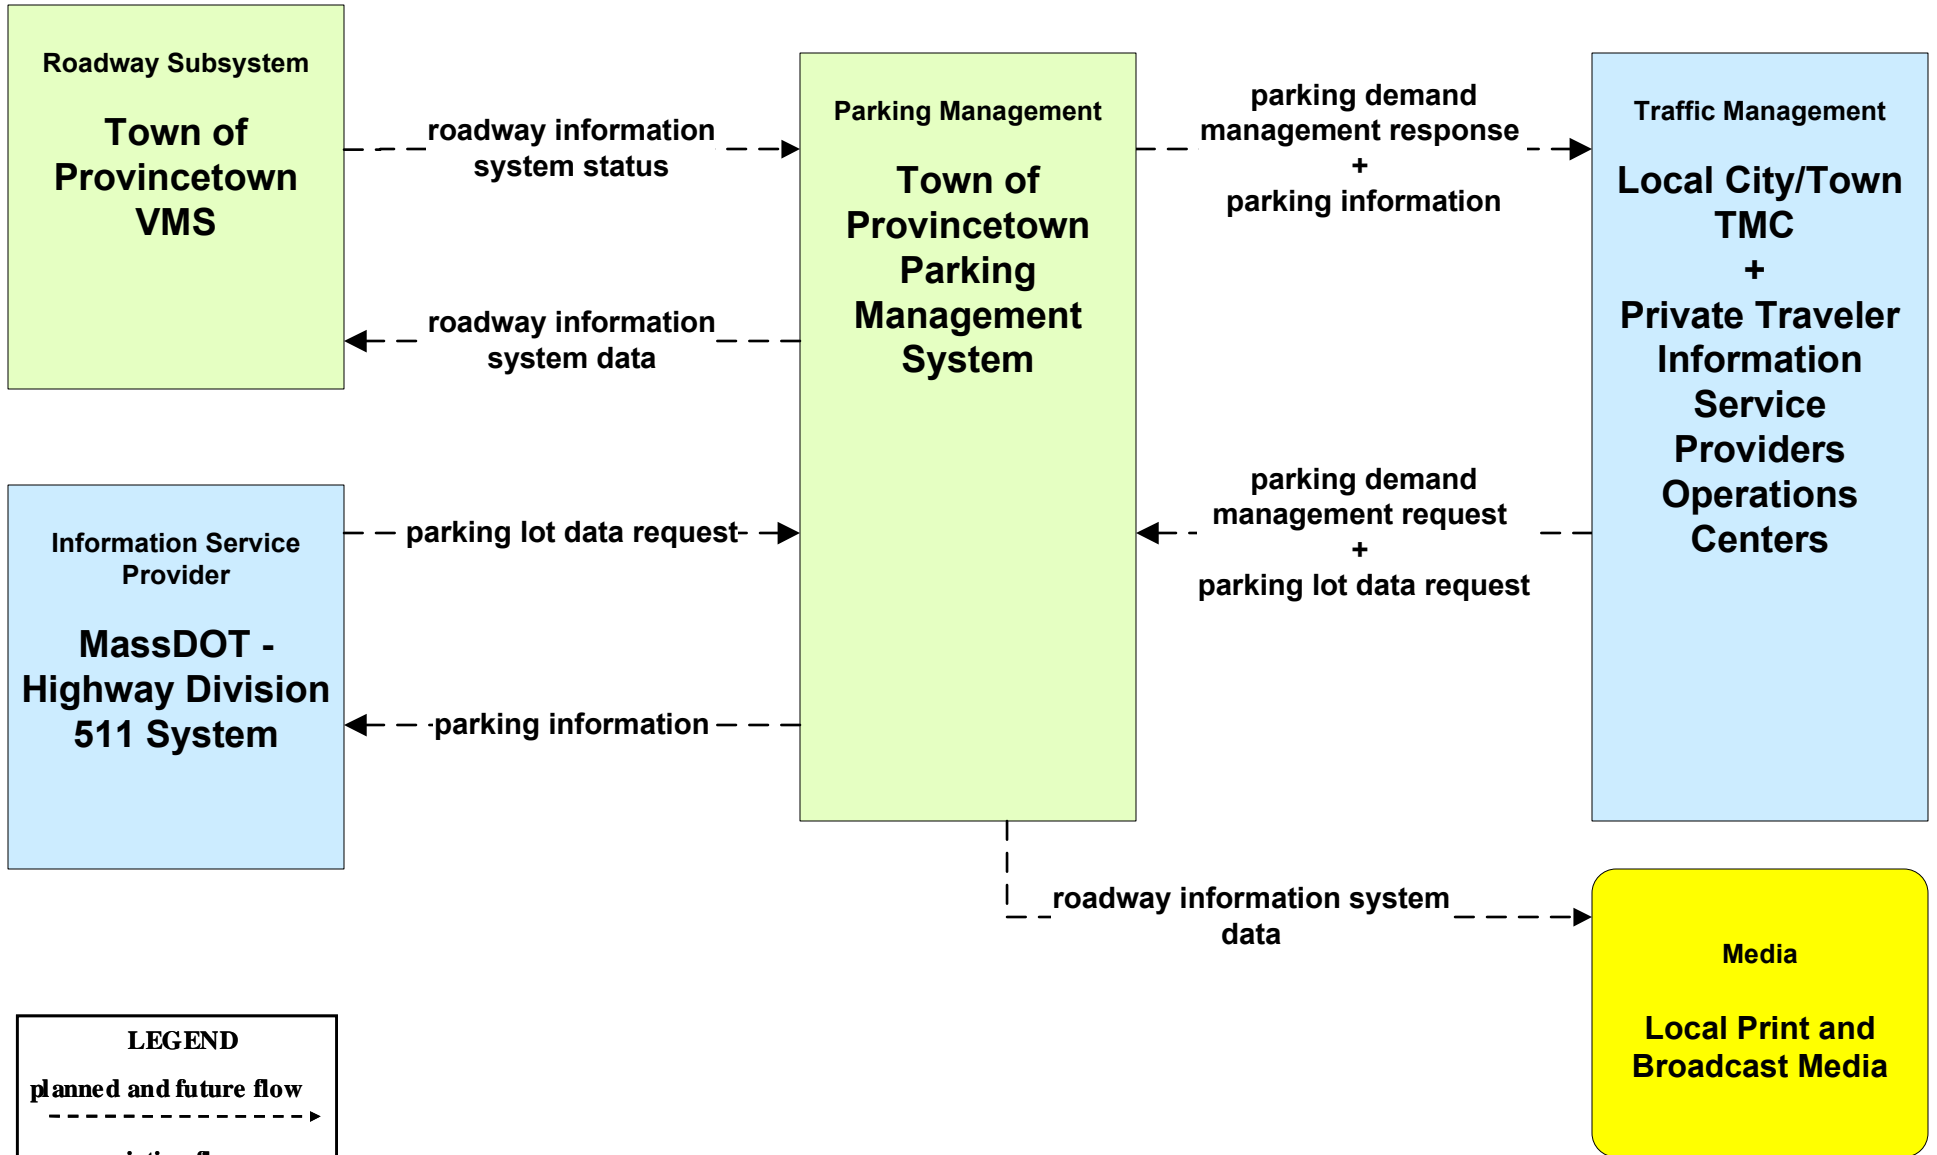 Roadway Subsystem
Town of
Provincetown
VMS
roadway information
system status
roadway information
system data
Information Service
Provider
MassDOT -
Highway Division
511 System
parking lot data request
parking information
Parking Management
Town of
Provincetown
Parking
Management
System
parking demand
management response
+
parking information
parking demand
management request
+
parking lot data request
Traffic Management
Local City/Town
TMC
+
Private Traveler
Information
Service
Providers
Operations
Centers
roadway information system
data
Media
Local Print and
Broadcast Media
LEGEND
planned and future flow